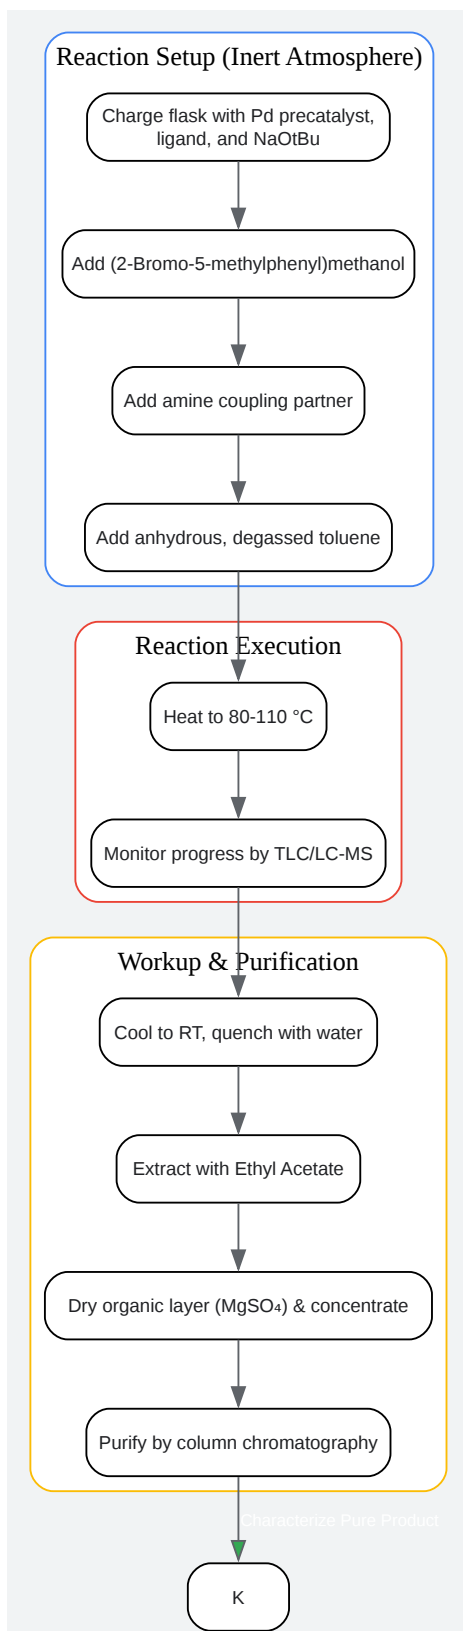 Reaction Setup (Inert Atmosphere)
Charge flask with Pd precatalyst,
ligand, and NaOtBu
Add (2-Bromo-5-methylphenyl)methanol
Add amine coupling partner
Add anhydrous, degassed toluene
Reaction Execution
Heat to 80-110 °C
Monitor progress by TLC/LC-MS
Workup & Purification
Cool to RT, quench with water
Extract with Ethyl Acetate
Dry organic layer (MgSO₄) & concentrate
Purify by column chromatography
Characterize Pure Product
K